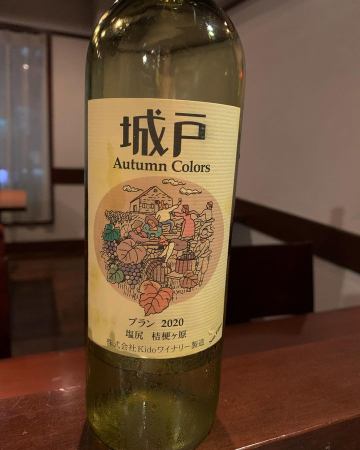 城戸
Autumn Colors
ブラン 2020
塩尻 桔梗ヶ原
株式会社Kidoワイナリー製造